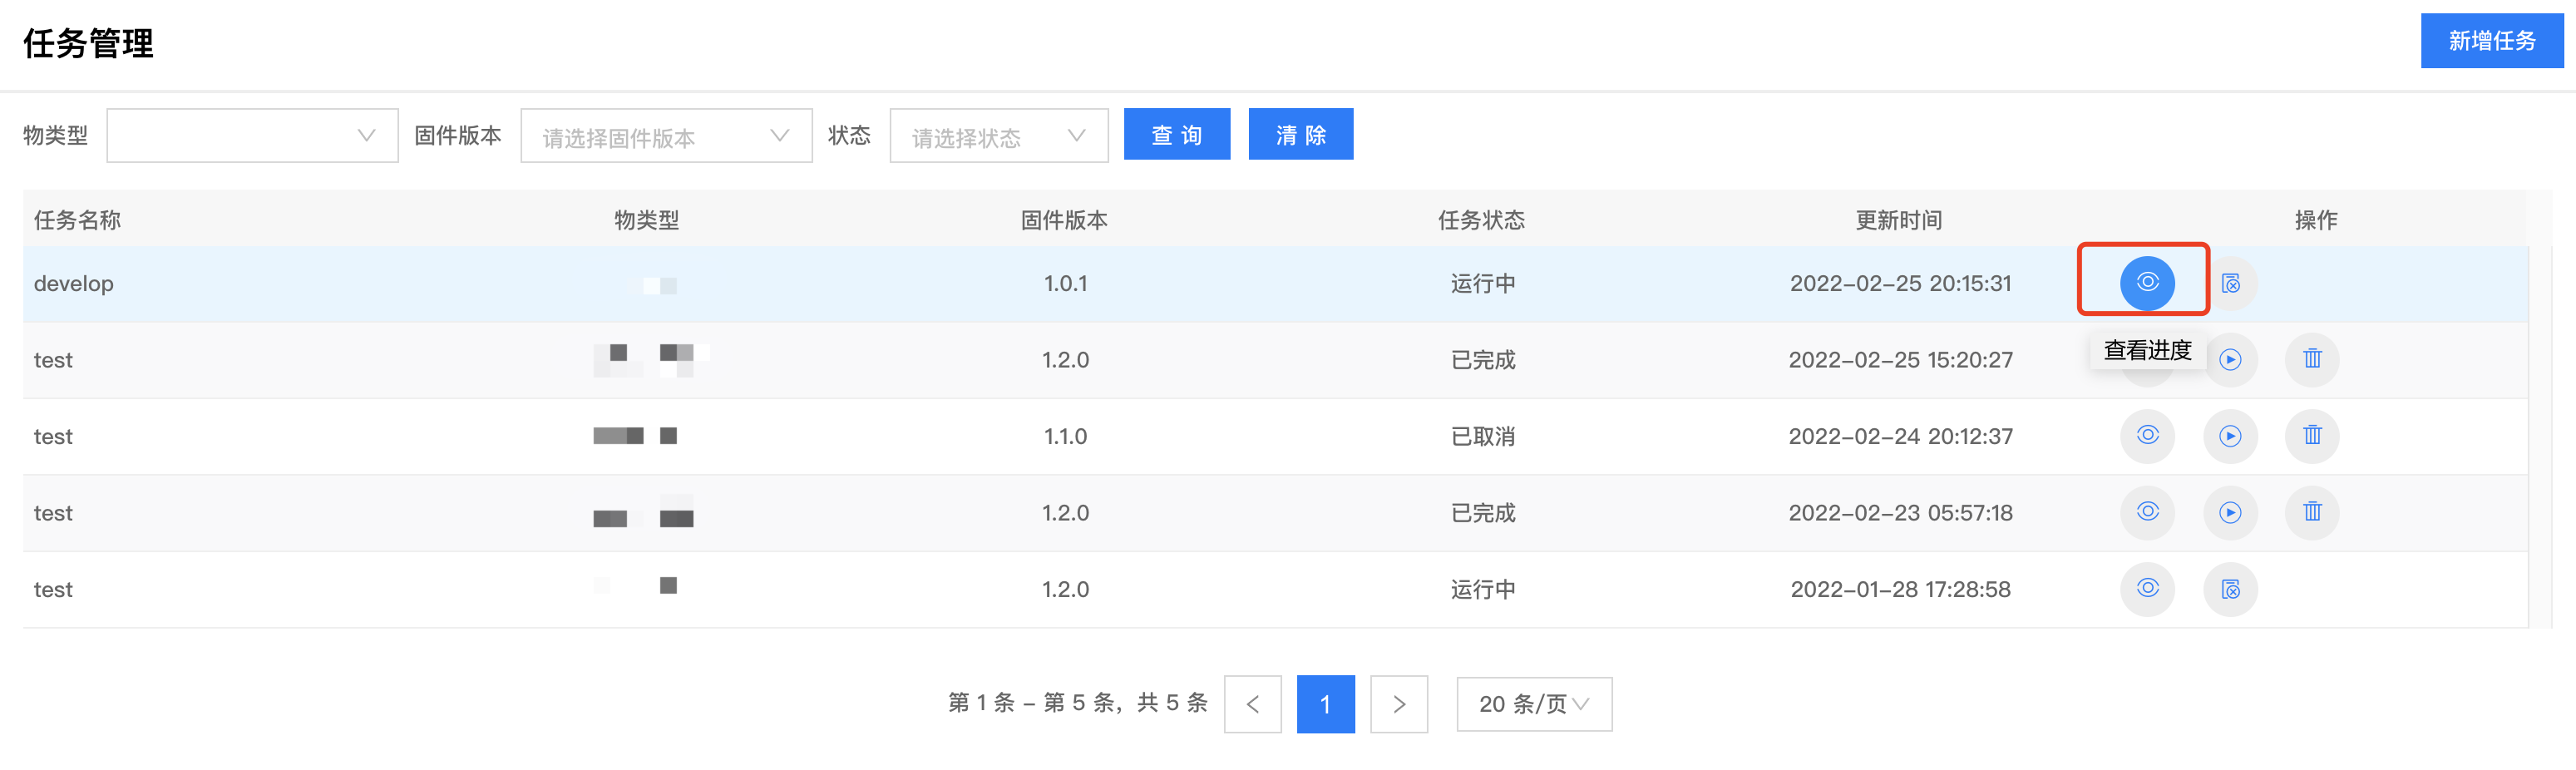 任务管理
新增任务
物类型 固件版本 请选择固件版本 状态 请选择状态 查 询 清 除
任务名称 物类型 固件版本 任务状态 更新时间 操作
develop 1.0.1 运行中 2022-02-25 20:15:31
test 1.2.0 已完成 2022-02-25 15:20:27 查看进度
test 1.1.0 已取消 2022-02-24 20:12:37
test 1.2.0 已完成 2022-02-23 05:57:18
test 1.2.0 运行中 2022-01-28 17:28:58
第 1 条 - 第 5 条，共 5 条 < 1 > 20 条/页